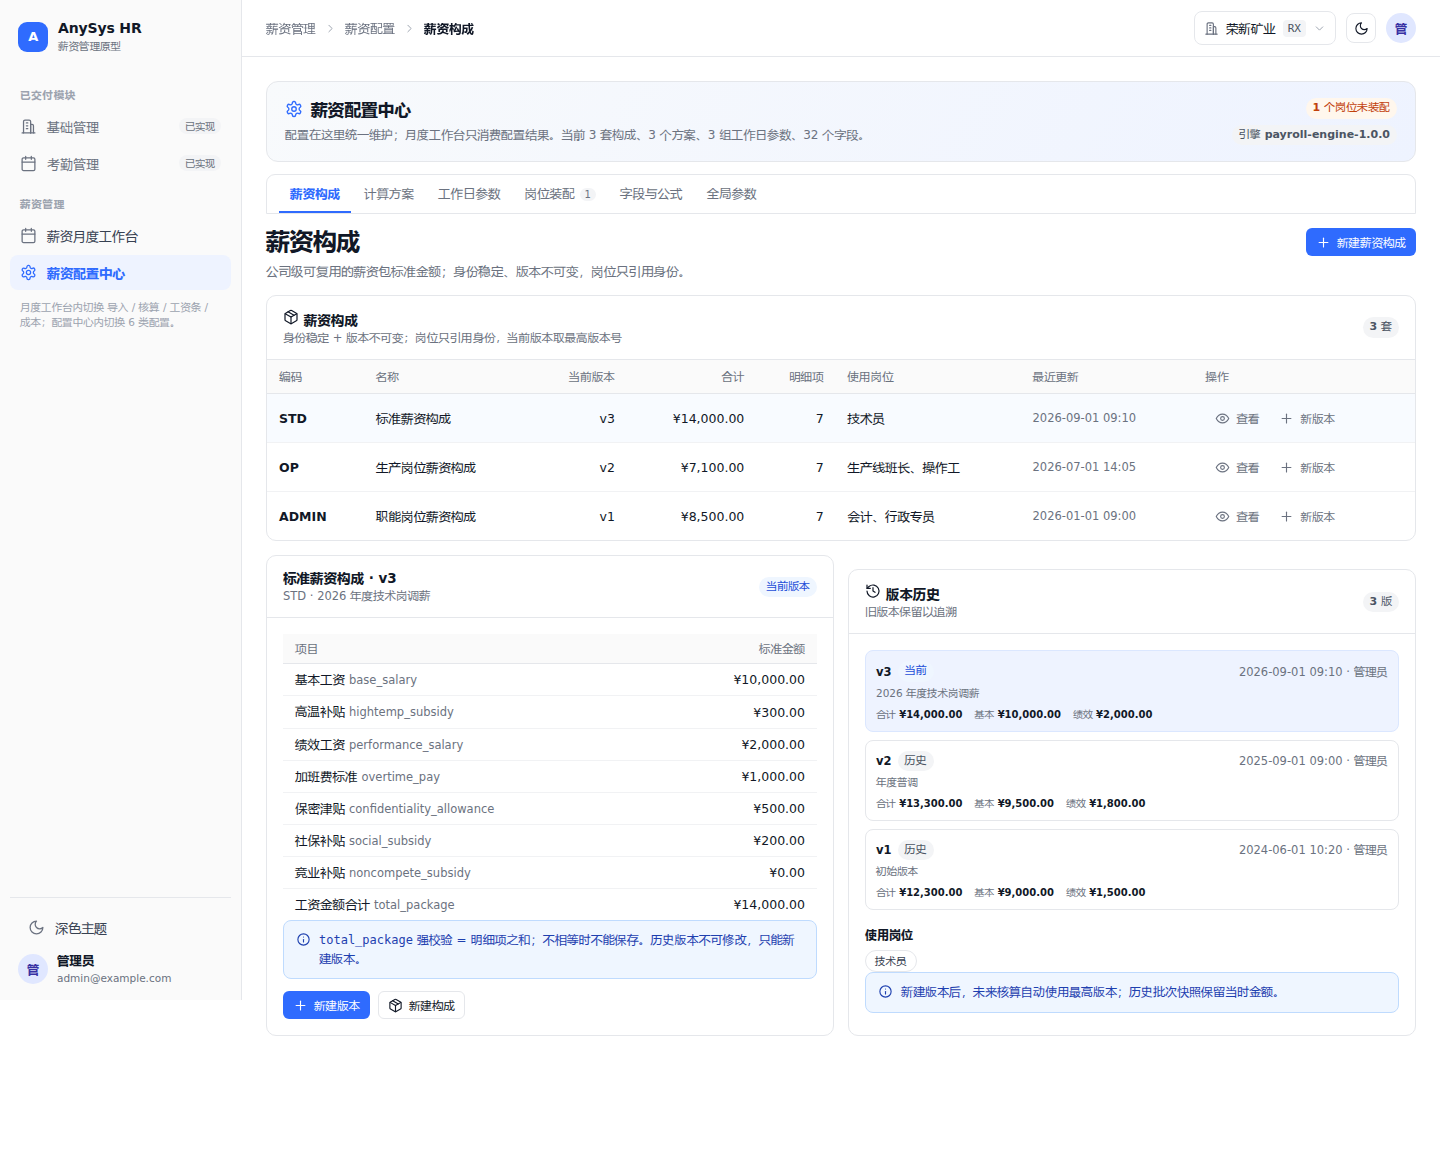 A
AnySys HR
薪资管理原型
已交付模块
基础管理 已实现
考勤管理 已实现
薪资管理
薪资月度工作台
薪资配置中心
月度工作台内切换 导入 / 核算 / 工资条 /
成本；配置中心内切换 6 类配置。
深色主题
管 管理员
admin@example.com
薪资管理 > 薪资配置 > 薪资构成
荣新矿业 RX
管
薪资配置中心
配置在这里统一维护；月度工作台只消费配置结果。当前 3 套构成、3 个方案、3 组工作日参数、32 个字段。
1 个岗位未装配
引擎 payroll-engine-1.0.0
薪资构成 计算方案 工作日参数 岗位装配 1 字段与公式 全局参数
薪资构成
公司级可复用的薪资包标准金额；身份稳定、版本不可变，岗位只引用身份。
+ 新建薪资构成
薪资构成
身份稳定 + 版本不可变；岗位只引用身份，当前版本取最高版本号
3 套
编码 名称 当前版本 合计 明细项 使用岗位 最近更新 操作
STD 标准薪资构成 v3 ¥14,000.00 7 技术员 2026-09-01 09:10 查看 + 新版本
OP 生产岗位薪资构成 v2 ¥7,100.00 7 生产线班长、操作工 2026-07-01 14:05 查看 + 新版本
ADMIN 职能岗位薪资构成 v1 ¥8,500.00 7 会计、行政专员 2026-01-01 09:00 查看 + 新版本
标准薪资构成 · v3
STD · 2026 年度技术岗调薪
当前版本
项目 标准金额
基本工资 base_salary ¥10,000.00
高温补贴 hightemp_subsidy ¥300.00
绩效工资 performance_salary ¥2,000.00
加班费标准 overtime_pay ¥1,000.00
保密津贴 confidentiality_allowance ¥500.00
社保补贴 social_subsidy ¥200.00
竞业补贴 noncompete_subsidy ¥0.00
工资金额合计 total_package ¥14,000.00
total_package 强校验 = 明细项之和；不相等时不能保存。历史版本不可修改，只能新
建版本。
+ 新建版本 新建构成
版本历史
旧版本保留以追溯
3 版
v3 当前 2026-09-01 09:10 · 管理员
2026 年度技术岗调薪
合计 ¥14,000.00 基本 ¥10,000.00 绩效 ¥2,000.00
v2 历史 2025-09-01 09:00 · 管理员
年度普调
合计 ¥13,300.00 基本 ¥9,500.00 绩效 ¥1,800.00
v1 历史 2024-06-01 10:20 · 管理员
初始版本
合计 ¥12,300.00 基本 ¥9,000.00 绩效 ¥1,500.00
使用岗位
技术员
新建版本后，未来核算自动使用最高版本；历史批次快照保留当时金额。